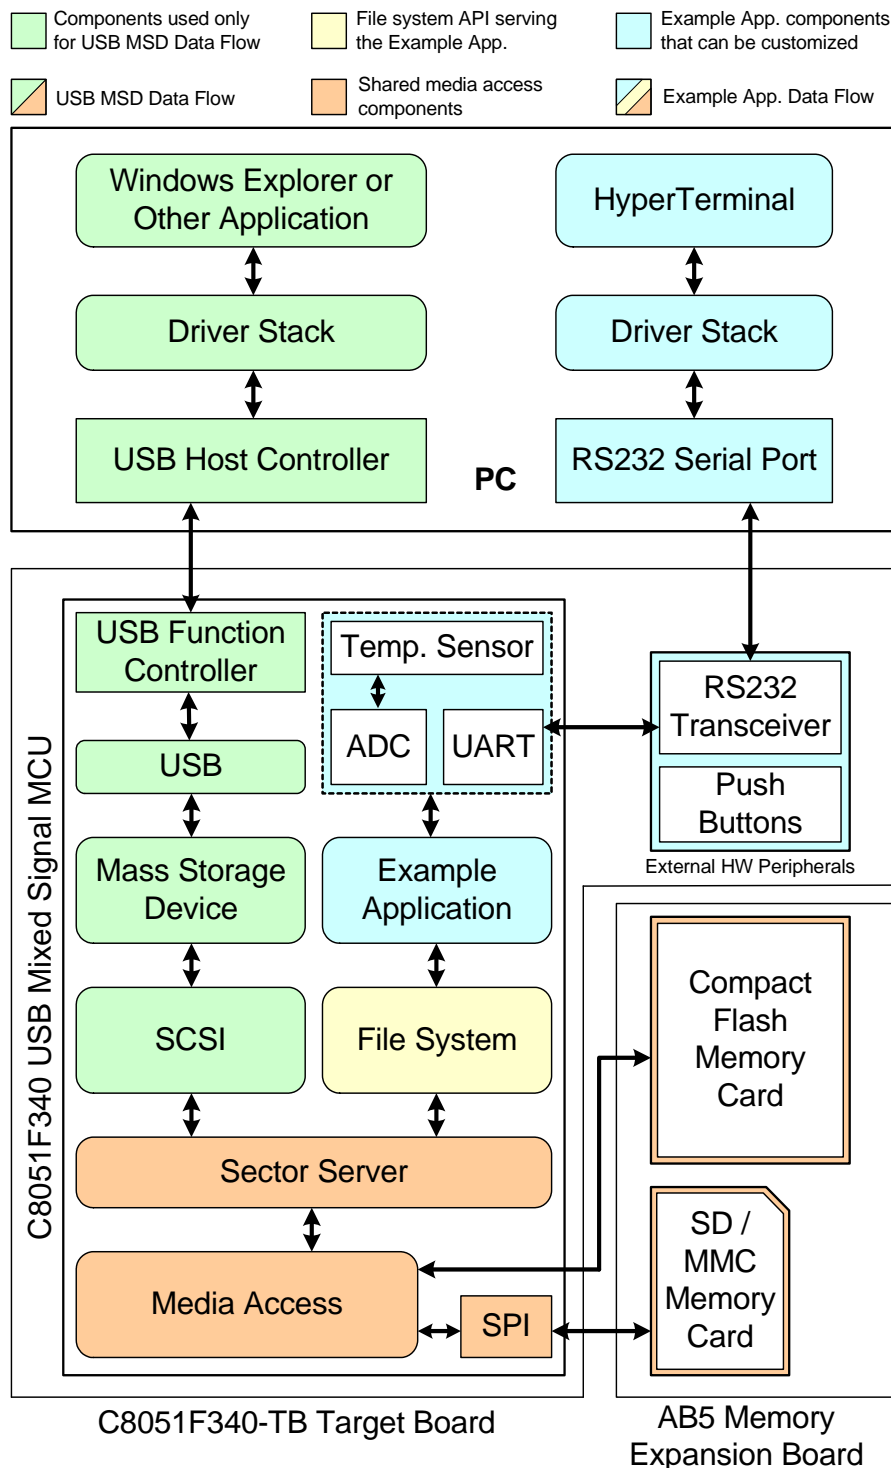 Components used only
for USB MSD Data Flow
File system API serving
the Example App.
Example App. components
that can be customized
USB MSD Data Flow
Shared media access
components
Example App. Data Flow
Windows Explorer or
Other Application
HyperTerminal
Driver Stack
Driver Stack
USB Host Controller
RS232 Serial Port
PC
C8051F340 USB Mixed Signal MCU
USB Function
Controller
Temp. Sensor
ADC
UART
RS232
Transceiver
Push
Buttons
External HW Peripherals
USB
Mass Storage
Device
Example
Application
SCSI
File System
Compact
Flash
Memory
Card
Sector Server
Media Access
SPI
SD /
MMC
Memory
Card
C8051F340-TB Target Board
AB5 Memory
Expansion Board